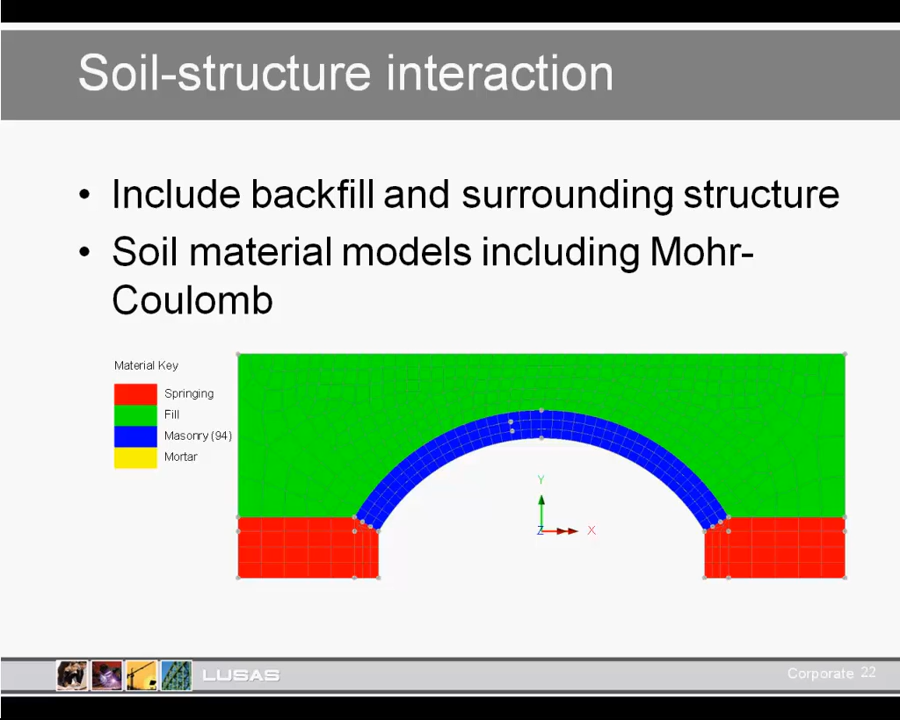 Soil-structure interaction
• Include backfill and surrounding structure
• Soil material models including Mohr-
Coulomb
Material Key
Springing
Fill
Masonry (94)
Mortar
Y
Z
X
LUSAS
Corporate 22